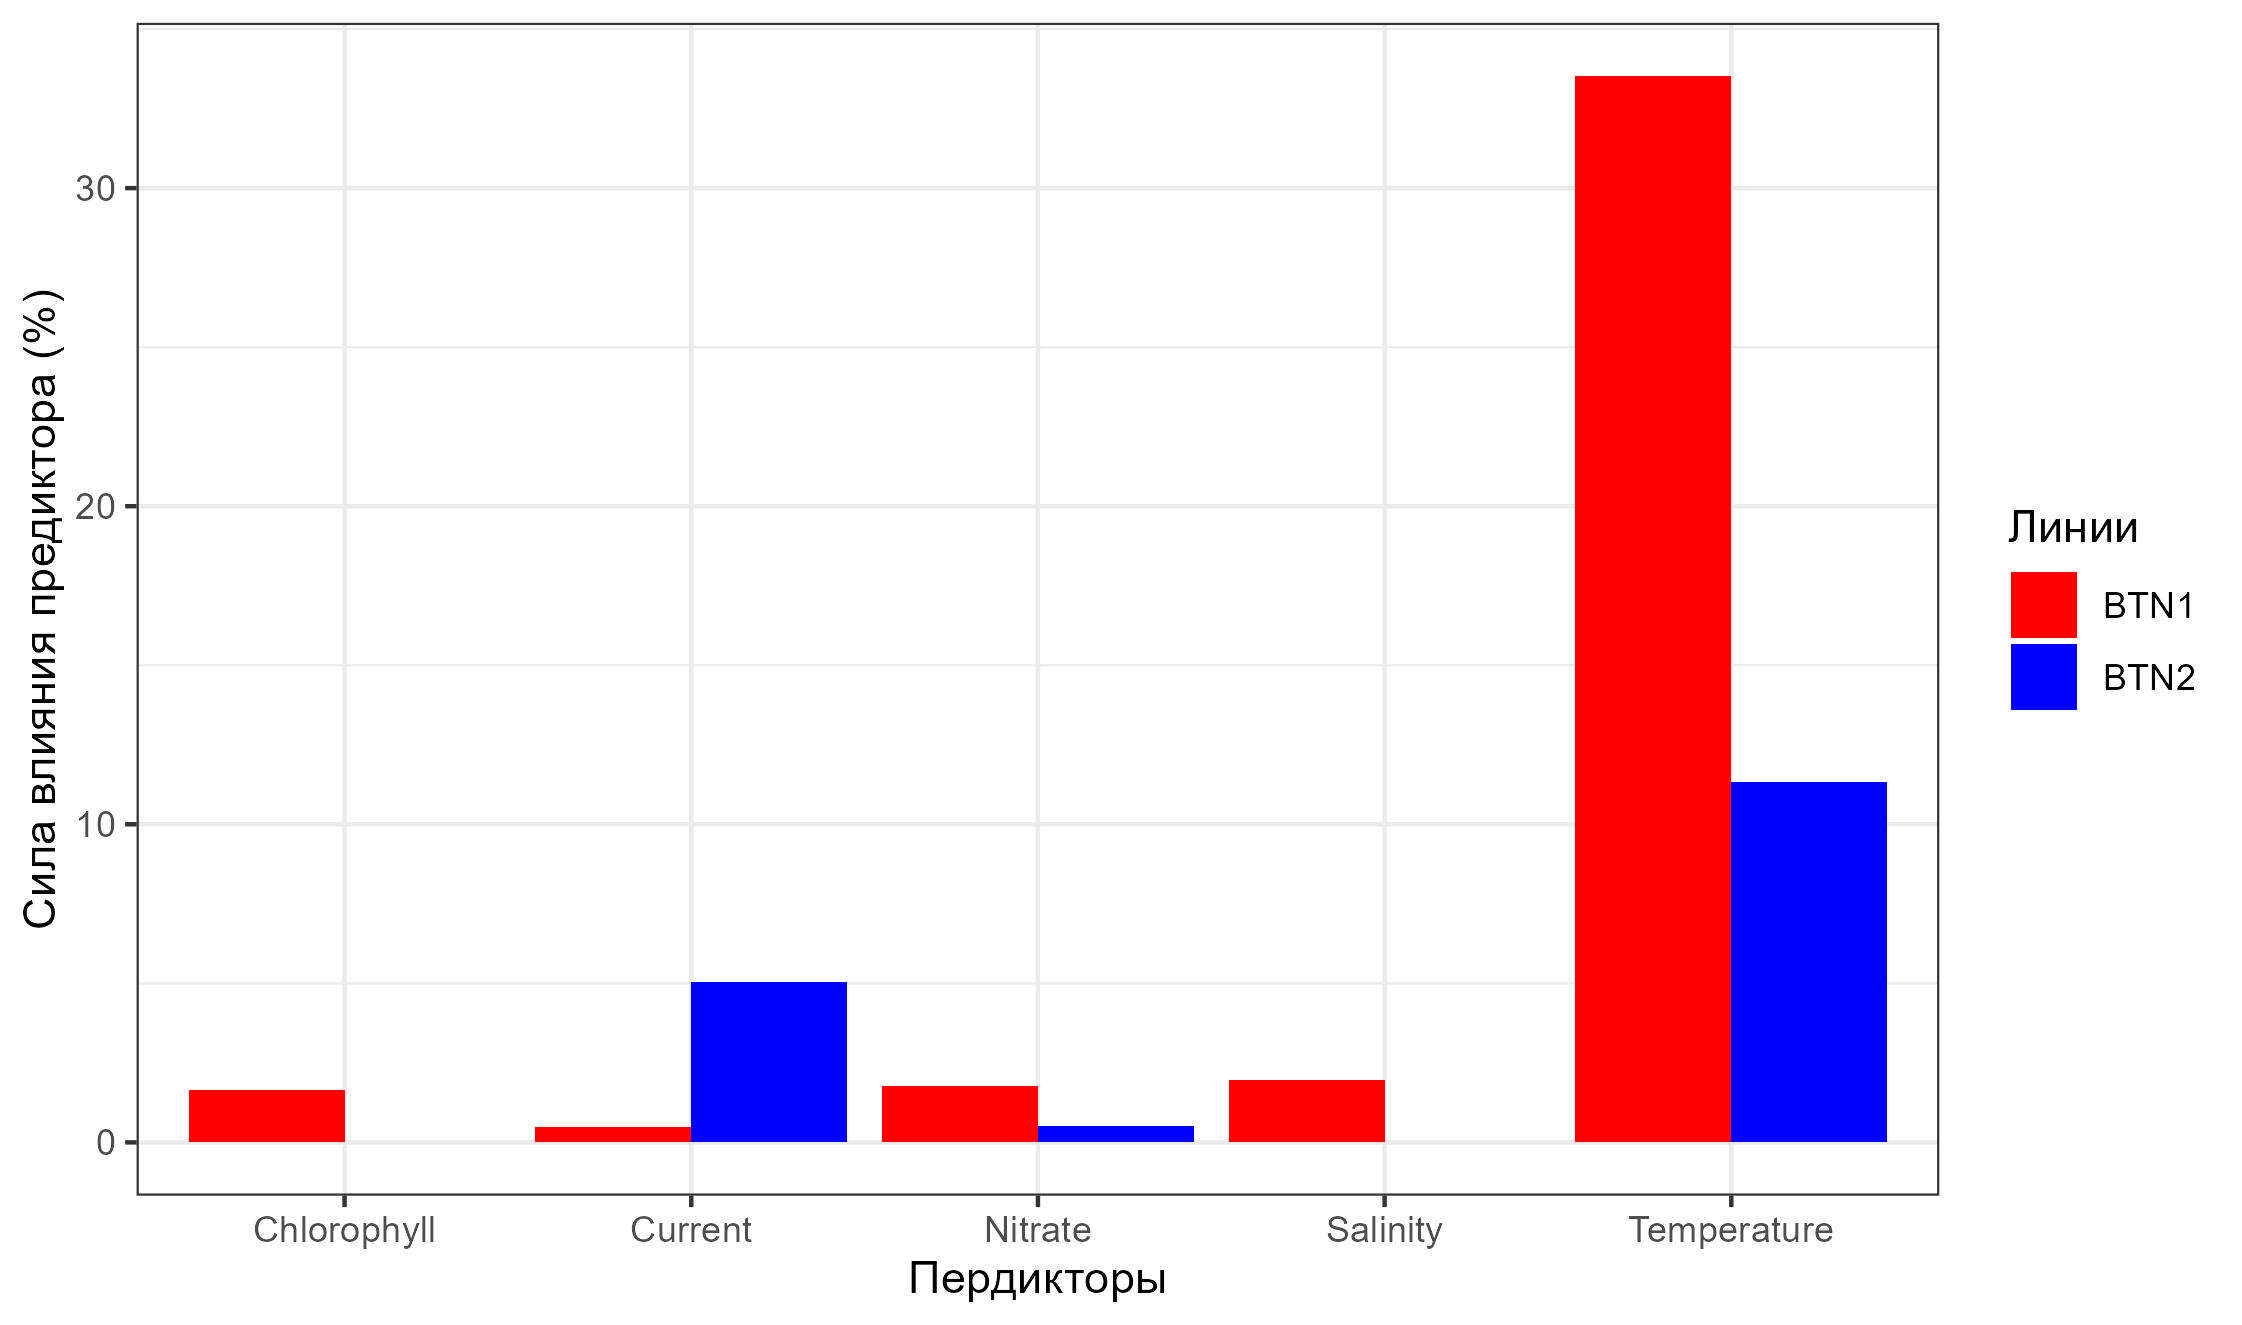 Сила влияния предиктора (%)
30
20
10
0
Chlorophyll Current Nitrate Salinity Temperature
Пердикторы
Линии
BTN1
BTN2